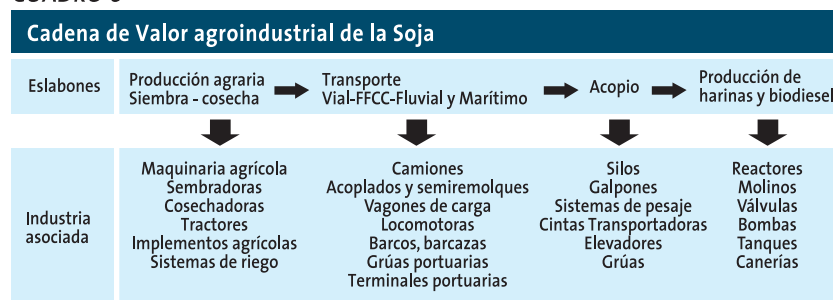 CUADRO 6
Cadena de Valor agroindustrial de la Soja
Eslabones
Producción agraria
Siembra - cosecha
Transporte
Vial-FFCC-Fluvial y Marítimo
Acopio
Producción de
harinas y biodiesel
Industria
asociada
Maquinaria agrícola
Sembradoras
Cosechadoras
Tractores
Implementos agrícolas
Sistemas de riego
Camiones
Acoplados y semiremolques
Vagones de carga
Locomotoras
Barcos, barcazas
Grúas portuarias
Terminales portuarias
Silos
Galpones
Sistemas de pesaje
Cintas Transportadoras
Elevadores
Grúas
Reactores
Molinos
Válvulas
Bombas
Tanques
Canerías